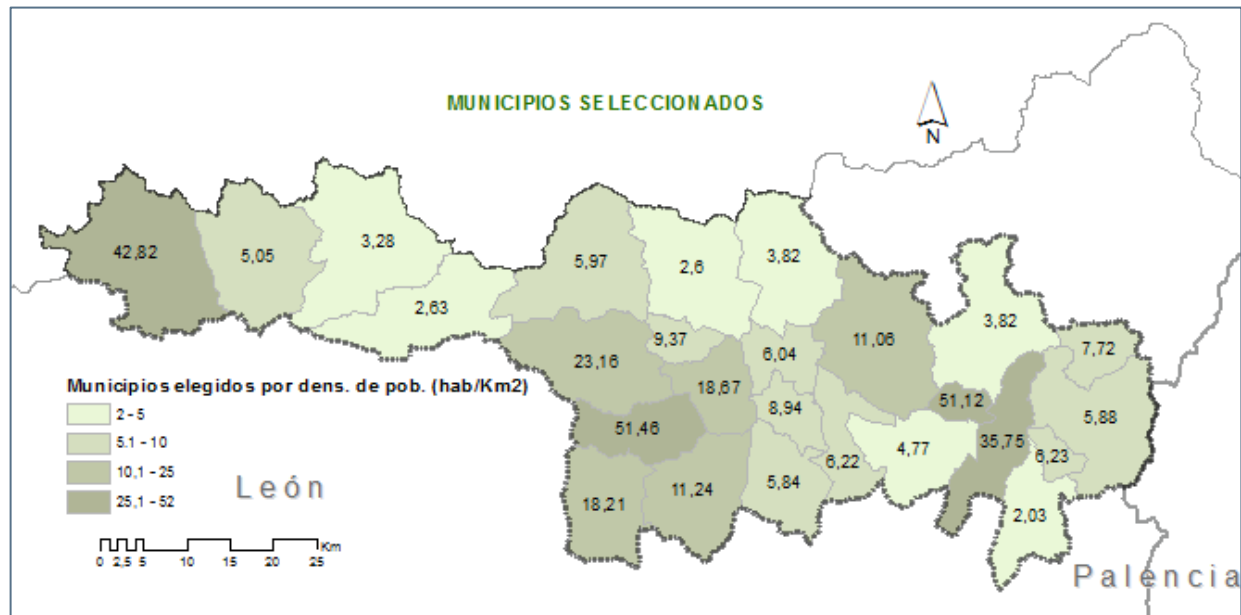 MUNICIPIOS SELECCIONADOS
N
42,82
5,05
3,28
2,63
5,97
2,6
3,82
11,06
3,82
7,72
23,16
9,37
6,04
18,67
51,12
5,88
51,46
8,94
4,77
35,75
6,23
6,22
18,21
11,24
5,84
2,03
Municipios elegidos por dens. de pob. (hab/Km2)
2 - 5
5.1 - 10
10,1 - 25
25,1 - 52
León
Km
0 2,5 5 10 15 20 25
Palencia